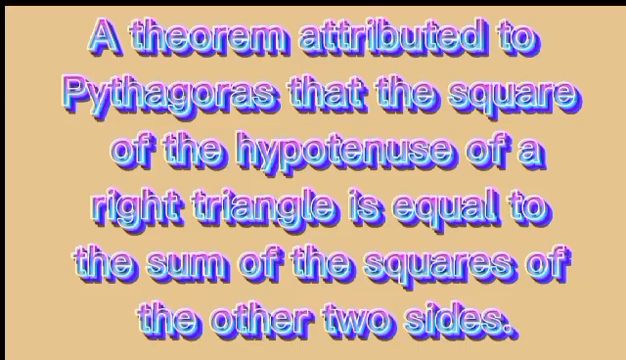 A theorem attributed to
Pythagoras that the square
of the hypotenuse of a
right triangle is equal to
the sum of the squares of
the other two sides.